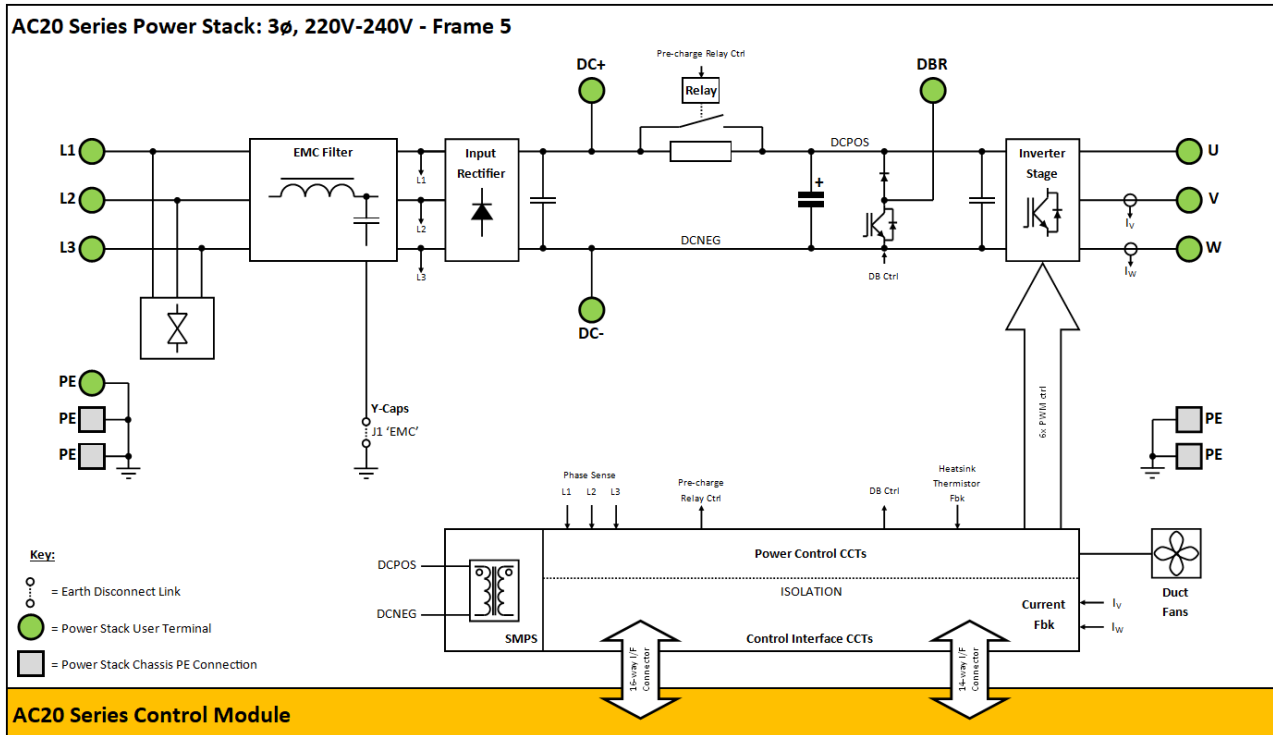 AC20 Series Power Stack: 3ø, 220V-240V - Frame 5
DC+
Pre-charge Relay Ctrl
Relay
DBR
L1
L2
L3
EMC Filter
L1
L2
L3
Input
Rectifier
DCPOS
+
DCNEG
DB Ctrl
Inverter
Stage
U
V
W
IV
IW
DC-
PE
PE
PE
Y-Caps
J1 'EMC'
6x PWM ctrl
PE
PE
Phase Sense
L1 L2 L3
Pre-charge
Relay Ctrl
DB Ctrl
Heatsink
Thermistor
Fbk
Key:
= Earth Disconnect Link
= Power Stack User Terminal
= Power Stack Chassis PE Connection
DCPOS
DCNEG
SMPS
Power Control CCTs
ISOLATION
Control Interface CCTs
Current
Fbk
IV
IW
Duct
Fans
16-way I/F
Connector
14-way I/F
Connector
AC20 Series Control Module